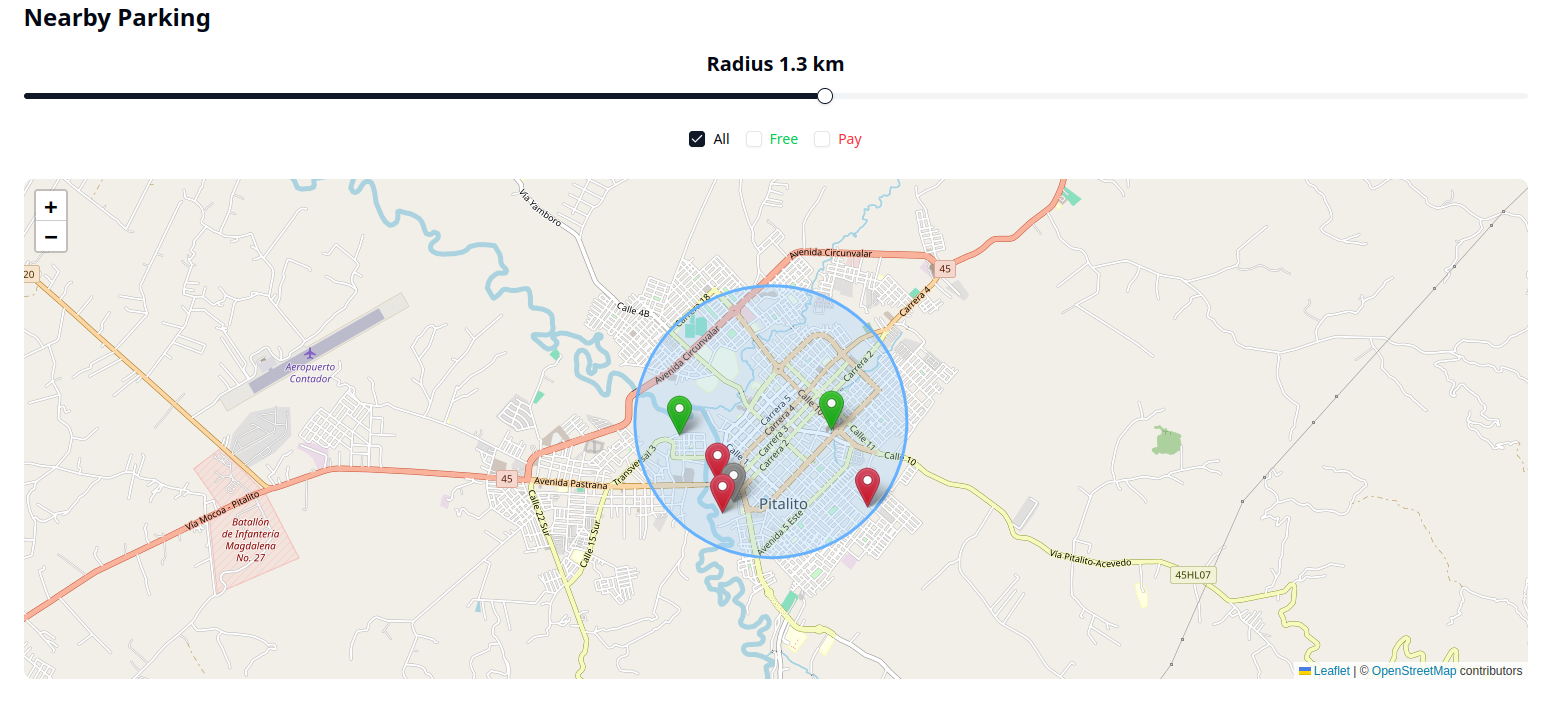 Nearby Parking
Radius 1.3 km
All
Free
Pay
+
−
Vía Yamboro
Avenida Circunvalar
45
20
Carrera 18
Calle 4B
Carrera 4
Aeropuerto
Contador
Avenida Circunvalar
Carrera 2
Carrera 5
Calle 10
Carrera 4
Carrera 3
Carrera 2
Calle 11
Calle 10
Calle
Transversal 3
45
Avenida Pastrana
Vía Mocoa - Pitalito
Batallón
de Infantería
Magdalena
No. 27
Calle 22 Sur
Calle 15 Sur
Pitalito
Avenida 5 Este
Vía Pitalito-Acevedo
45HL07
Leaflet | © OpenStreetMap contributors